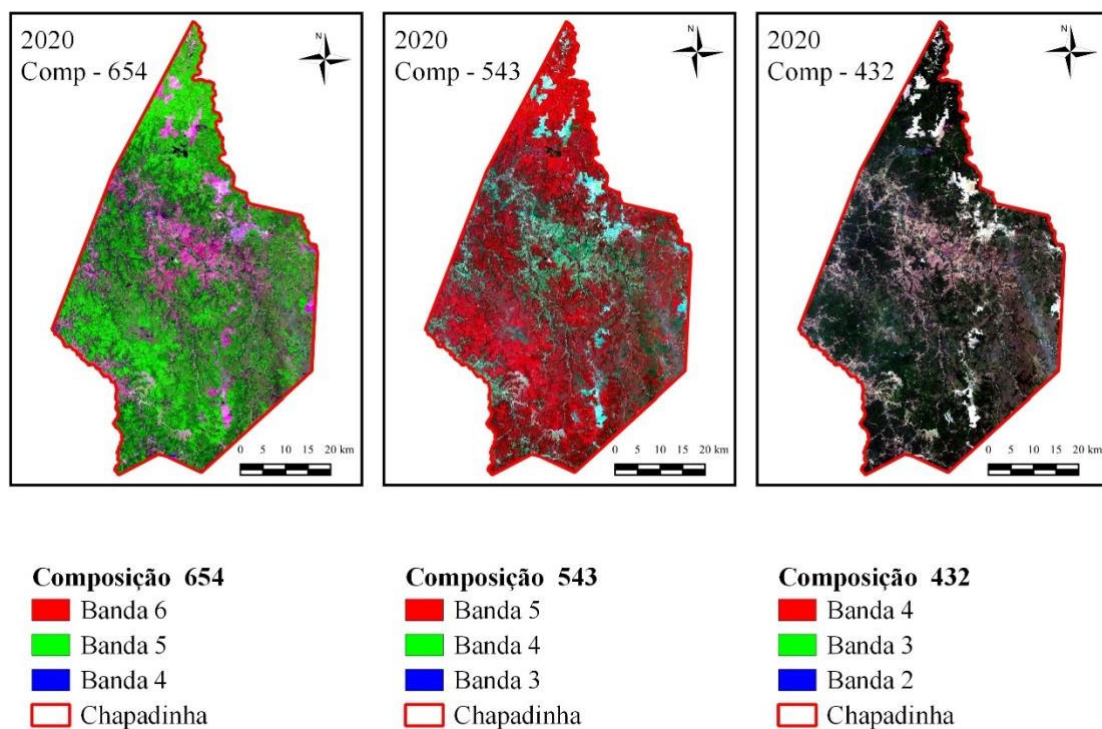 2020
Comp - 654
N
0 5 10 15 20 km
2020
Comp - 543
N
0 5 10 15 20 km
2020
Comp - 432
N
0 5 10 15 20 km
Composição 654
Banda 6
Banda 5
Banda 4
Chapadinha
Composição 543
Banda 5
Banda 4
Banda 3
Chapadinha
Composição 432
Banda 4
Banda 3
Banda 2
Chapadinha